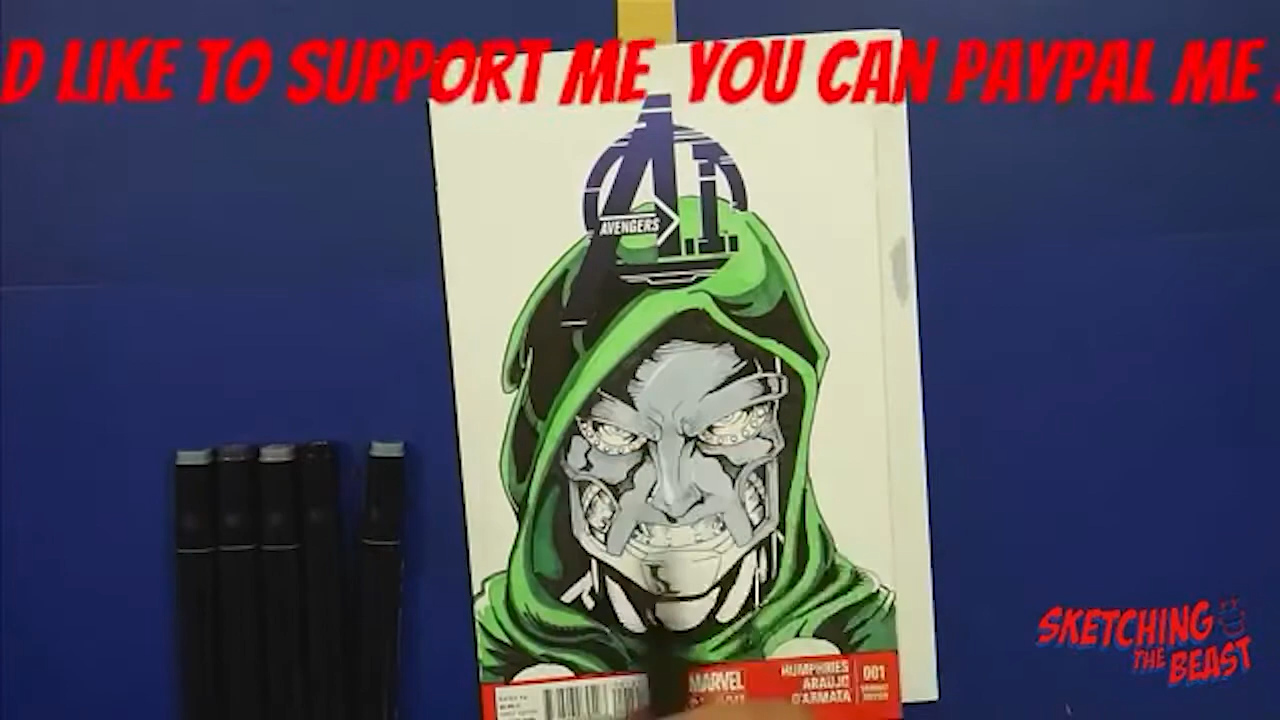 D LIKE TO SUPPORT ME YOU CAN PAYPAL ME
A.I.
AVENGERS
SKETCHING
THE BEAST
MARVEL
HUMPHRIES
ARAUJO
D'ARMATA
001